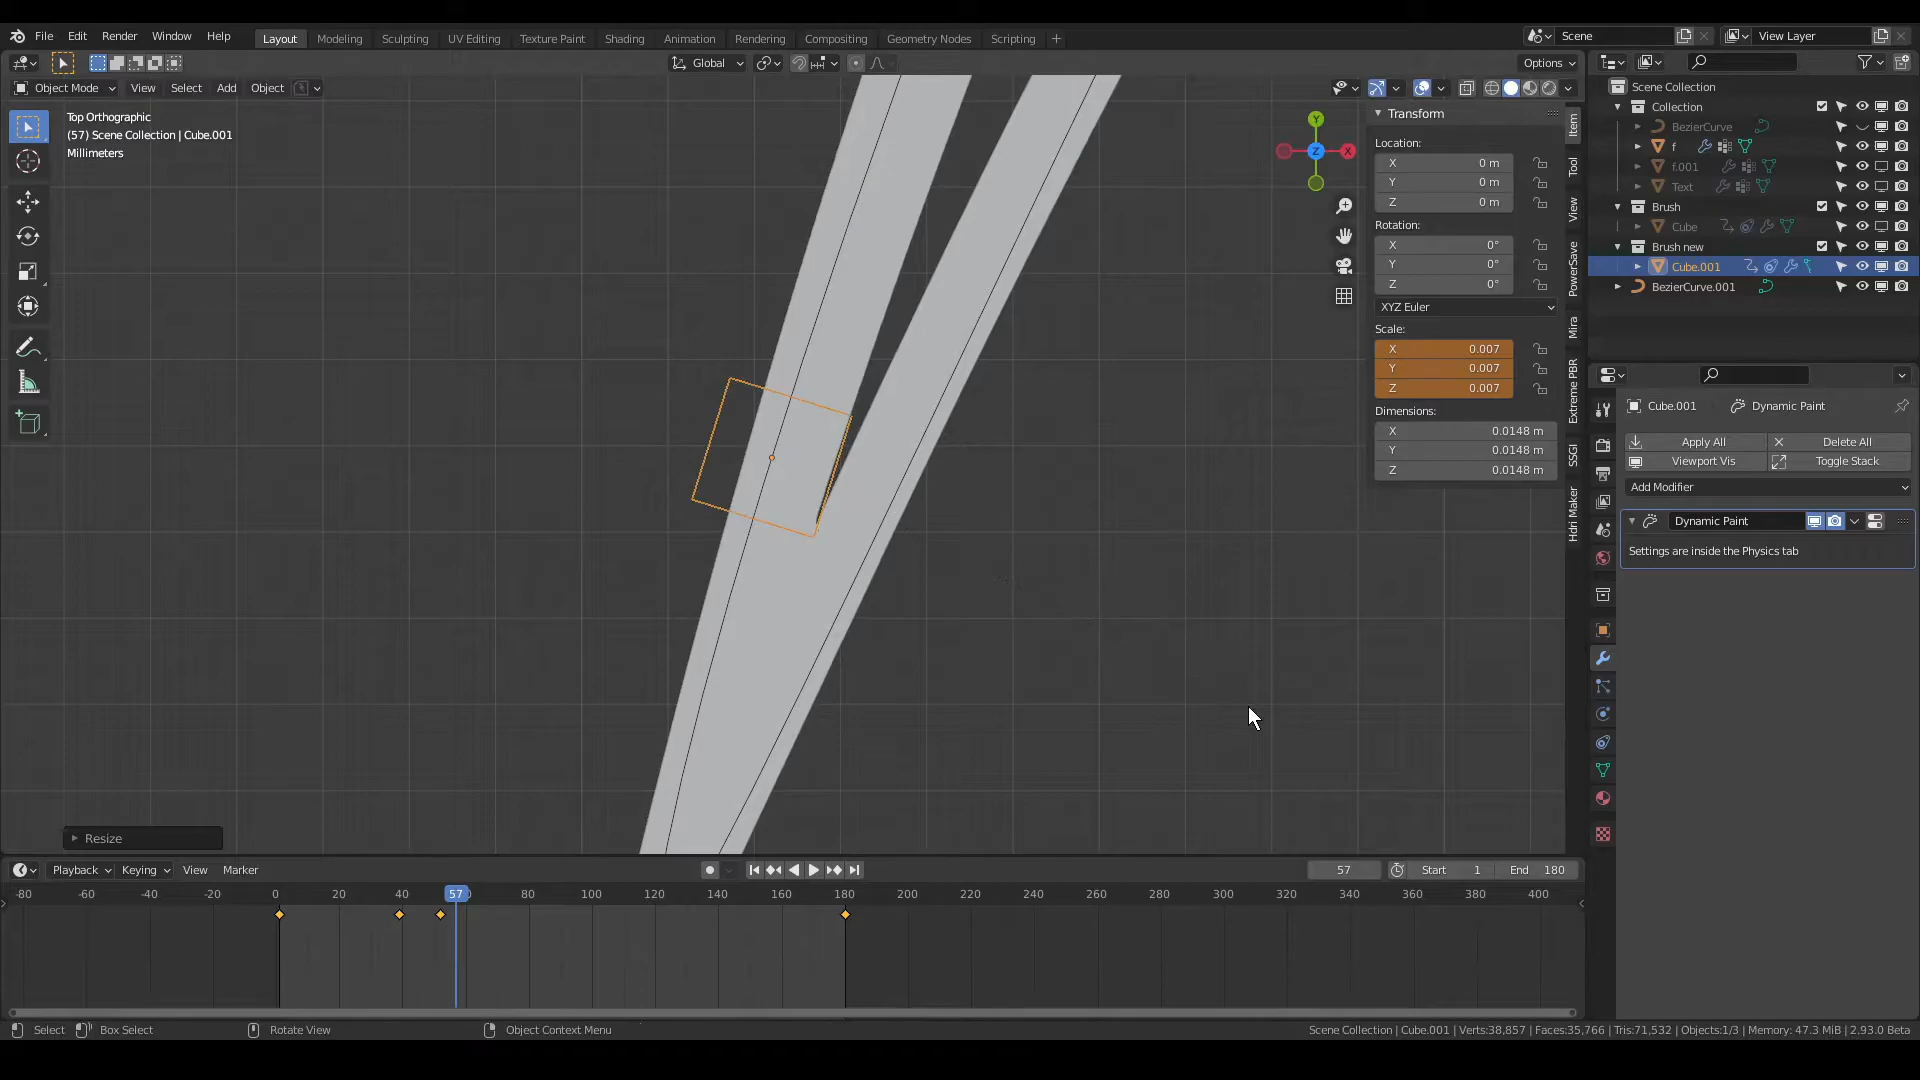 File Edit Render Window Help Layout Modeling Sculpting UV Editing Texture Paint Shading Animation Rendering Compositing Geometry Nodes Scripting + Scene View Layer
Global Options
Object Mode View Select Add Object
Top Orthographic
(57) Scene Collection | Cube.001
Millimeters
Y
X
Z
Transform
Location:
X 0 m
Y 0 m
Z 0 m
Rotation:
X 0°
Y 0°
Z 0°
XYZ Euler
Scale:
X 0.007
Y 0.007
Z 0.007
Dimensions:
X 0.0148 m
Y 0.0148 m
Z 0.0148 m
Item
Tool
View
PowerSave
Mira
Extreme PBR
SSGI
Hdri Maker
Scene Collection
Collection
BezierCurve
f
f.001
Text
Brush
Cube
Brush new
Cube.001
BezierCurve.001
Cube.001 Dynamic Paint
Apply All Delete All
Viewport Vis Toggle Stack
Add Modifier
Dynamic Paint
Settings are inside the Physics tab
Resize
Playback Keying View Marker 57 Start 1 End 180
-80 -60 -40 -20 0 20 40 57 80 100 120 140 160 180 200 220 240 260 280 300 320 340 360 380 400
Select Box Select Rotate View Object Context Menu Scene Collection | Cube.001 | Verts:38,857 | Faces:35,766 | Tris:71,532 | Objects:1/3 | Memory: 47.3 MiB | 2.93.0 Beta